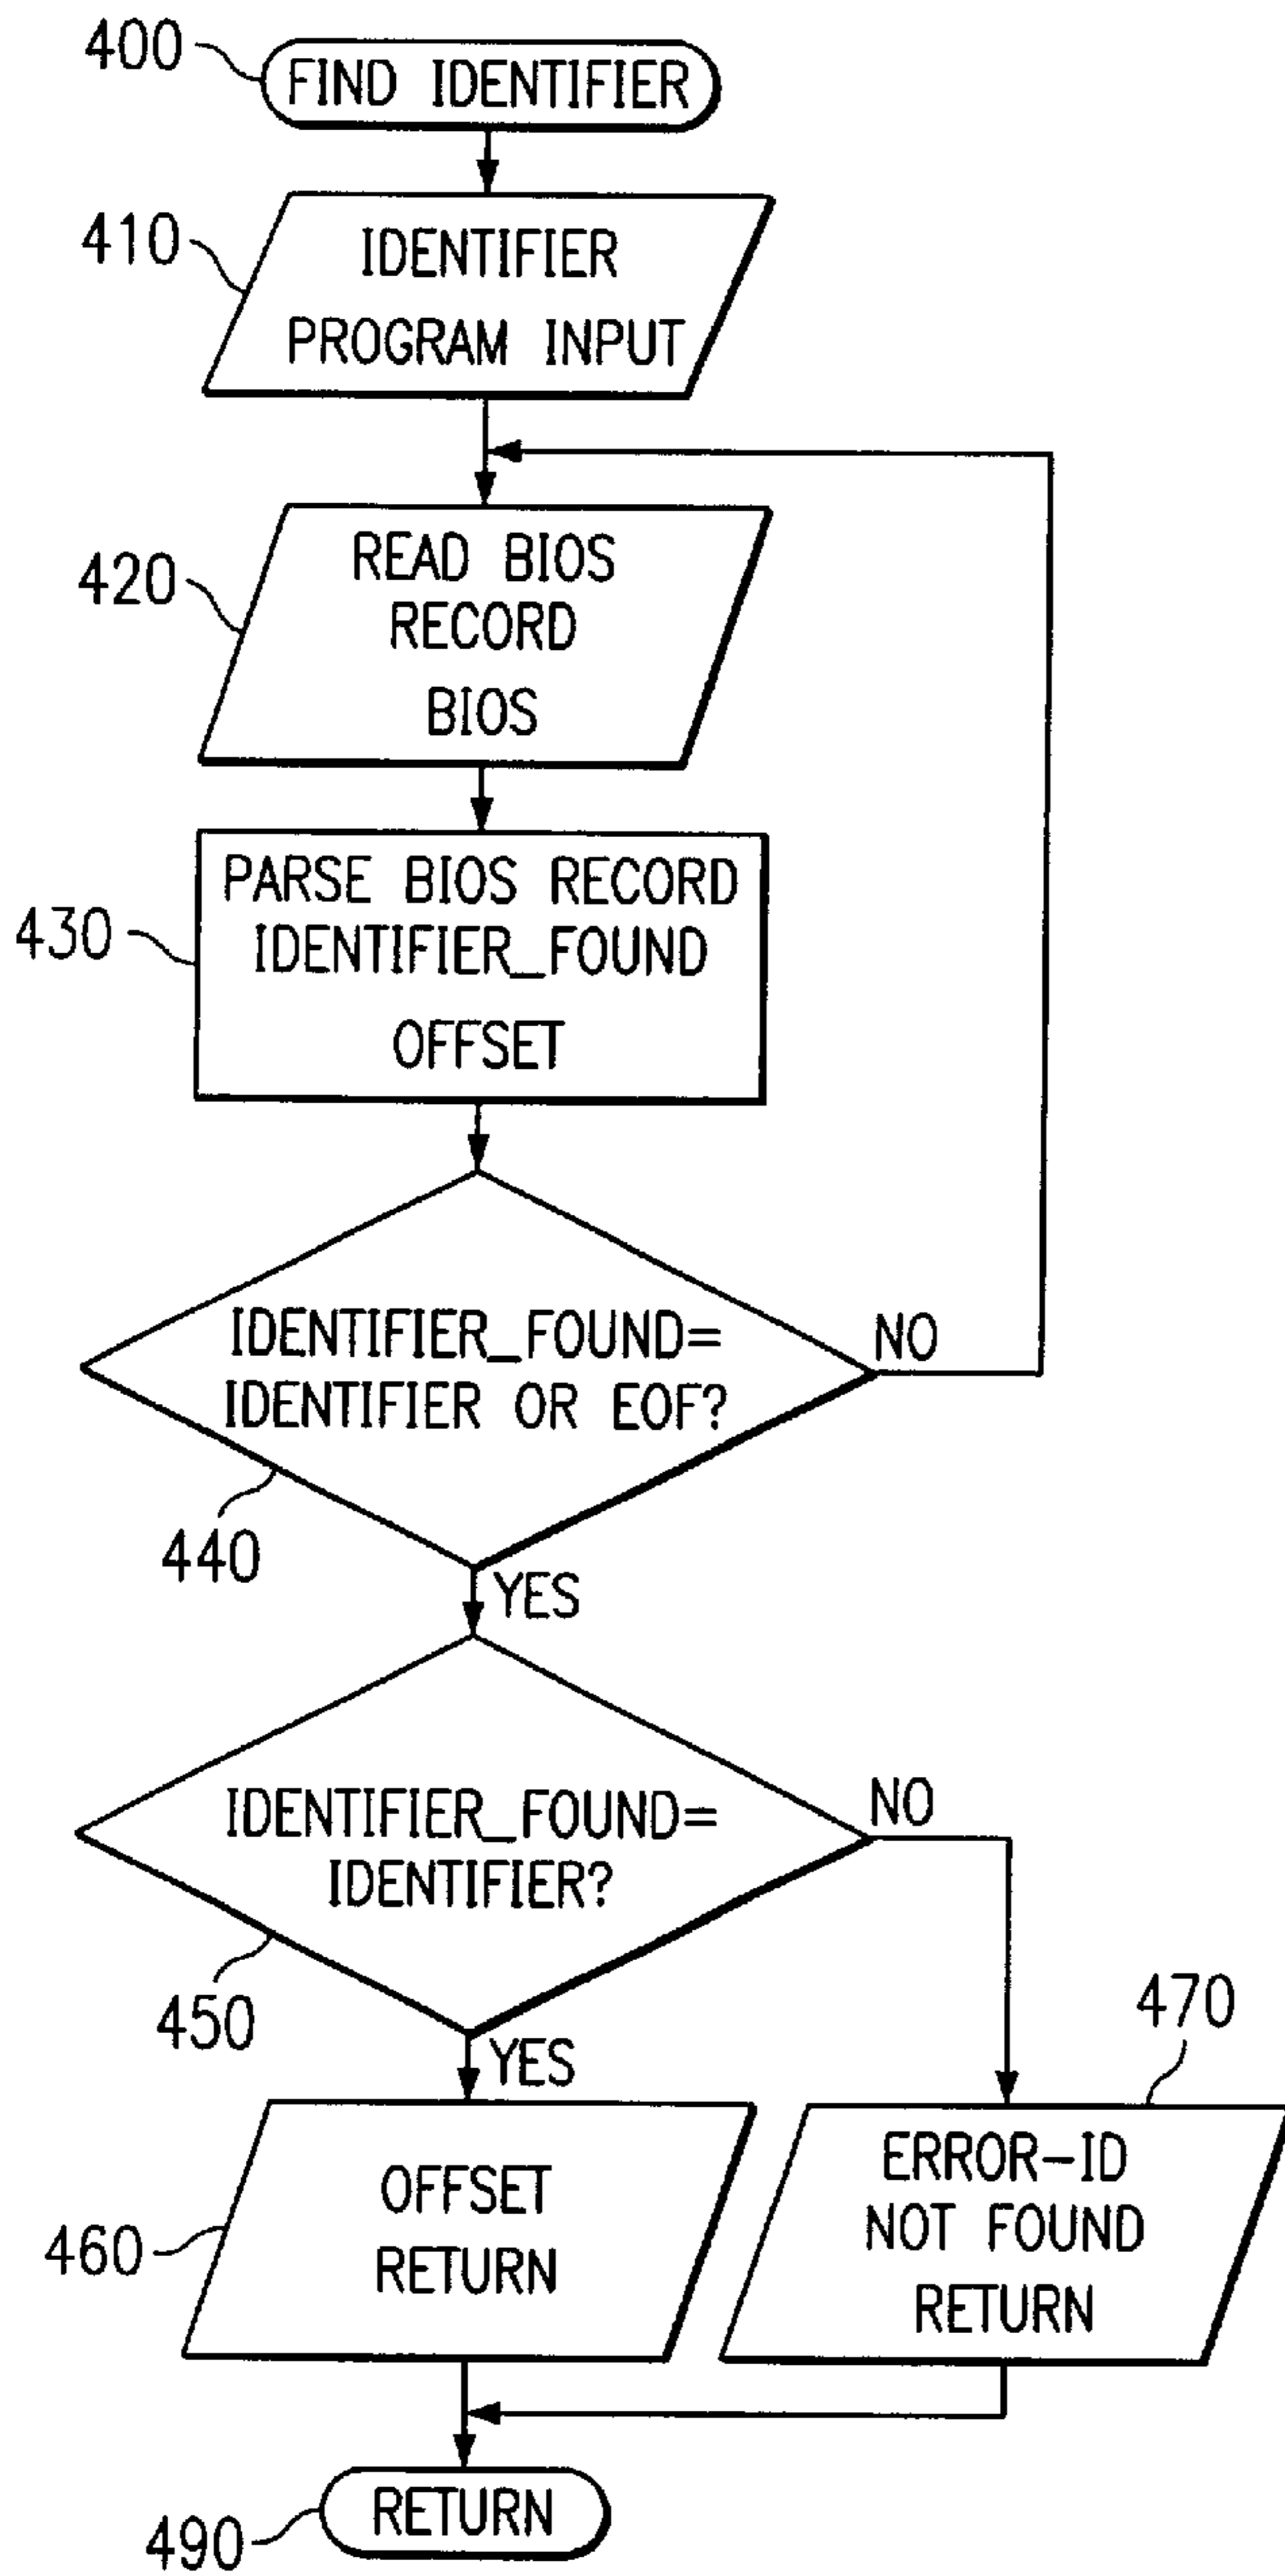 400
FIND IDENTIFIER
410
IDENTIFIER
PROGRAM INPUT
420
READ BIOS
RECORD
BIOS
430
PARSE BIOS RECORD
IDENTIFIER_FOUND
OFFSET
IDENTIFIER_FOUND=
IDENTIFIER OR EOF?
NO
440
YES
IDENTIFIER_FOUND=
IDENTIFIER?
NO
450
YES
470
460
OFFSET
RETURN
ERROR-ID
NOT FOUND
RETURN
490
RETURN